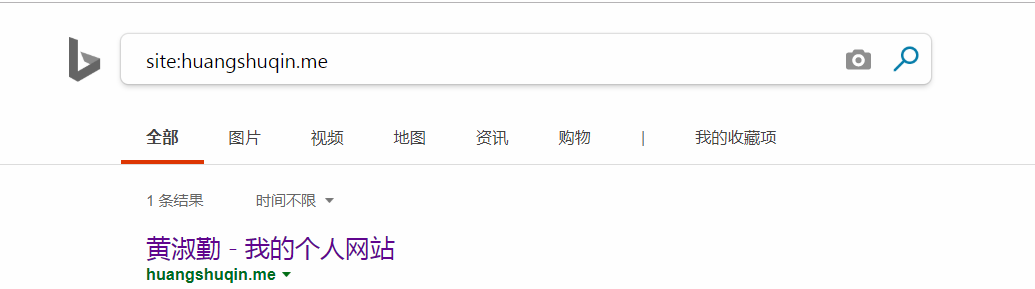 site:huangshuqin.me
全部 图片 视频 地图 资讯 购物 | 我的收藏项
1 条结果 时间不限
黄淑勤 - 我的个人网站
huangshuqin.me